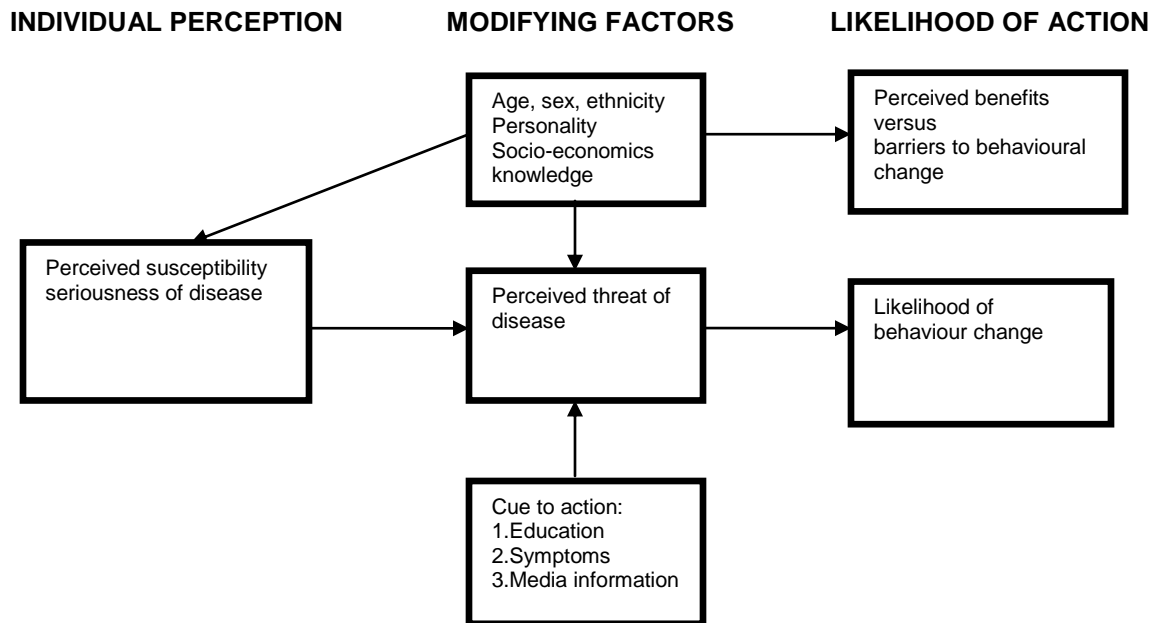 INDIVIDUAL PERCEPTION
MODIFYING FACTORS
LIKELIHOOD OF ACTION
Age, sex, ethnicity
Personality
Socio-economics
knowledge
Perceived benefits
versus
barriers to behavioural
change
Perceived susceptibility
seriousness of disease
Perceived threat of
disease
Likelihood of
behaviour change
Cue to action:
1.Education
2.Symptoms
3.Media information